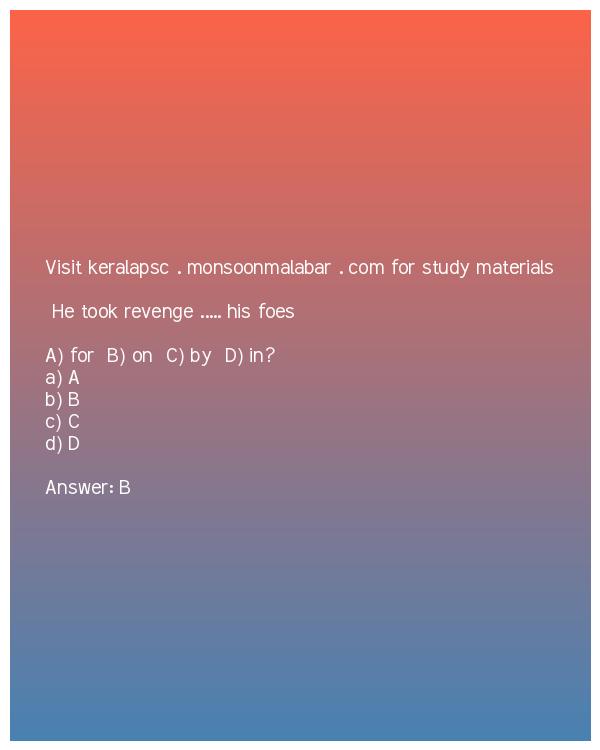 Visit keralapsc . monsoonmalabar . com for study materials
He took revenge ..... his foes
A) for B) on C) by D) in?
a) A
b) B
c) C
d) D
Answer: B